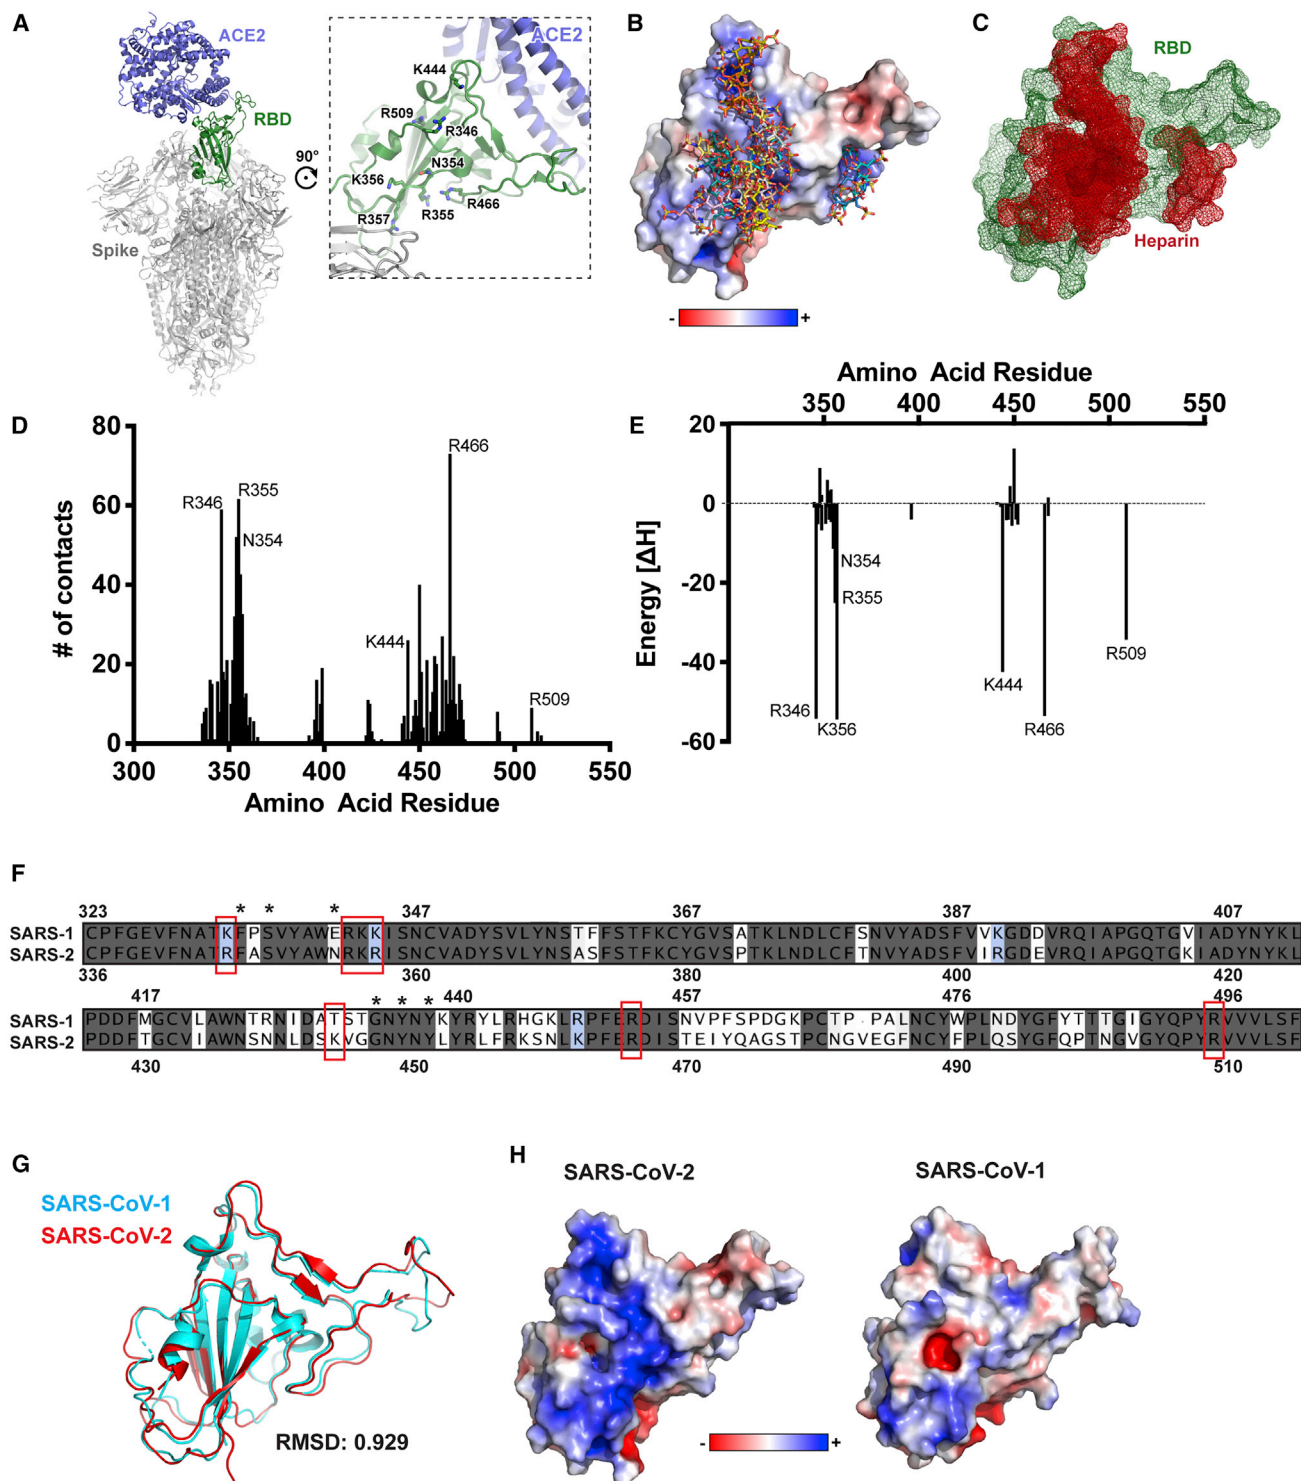 A
ACE2
RBD
Spike
90°
ACE2
K444
R509
R346
N354
K356
R355
R466
R357
B
- +
C
RBD
Heparin
D
# of contacts
80
60
40
20
0
R466
R346
R355
N354
K444
R509
300 350 400 450 500 550
Amino Acid Residue
E
Amino Acid Residue
350 400 450 500 550
Energy [ΔH]
20
0
-20
-40
-60
N354
R355
R346
K356
K444
R466
R509
F
323 347 367 387 407
* * *
SARS-1 CPFGEVFNATKFPSVYAWERKKISNCVADYSVLYNSTFFSTFKCYGVSATKLNDLCFSNVYADSFVVKGDDVRQIAPGQTGVIADYNYKL
SARS-2 CPFGEVFNATRFASVYAWNRKRISNCVADYSVLYNSASFSTFKCYGVSPTKLNDLCFTNVYADSFVIRGDEVRQIAPGQTGKIADYNYKL
336 360 380 400 420
417 * * * 440 457 476 496
SARS-1 PDDFMGCVLAWNTRNIDATSTGNYNYKYRYLRHGKLRPFERDISNVPFSPDGKPCTP.PALNCYWPLNDYGFYTTTGIGYQPYRVVVLSF
SARS-2 PDDFTGCVIAWNSNNLDSKVGGNYNYLYRLFRKSNLKPFERDISTEIYQAGSTPCNGVEGFNCYFPLQSYGFQPTNGVGYQPYRVVVLSF
430 450 470 490 510
G
SARS-CoV-1
SARS-CoV-2
RMSD: 0.929
H
SARS-CoV-2
SARS-CoV-1
- +